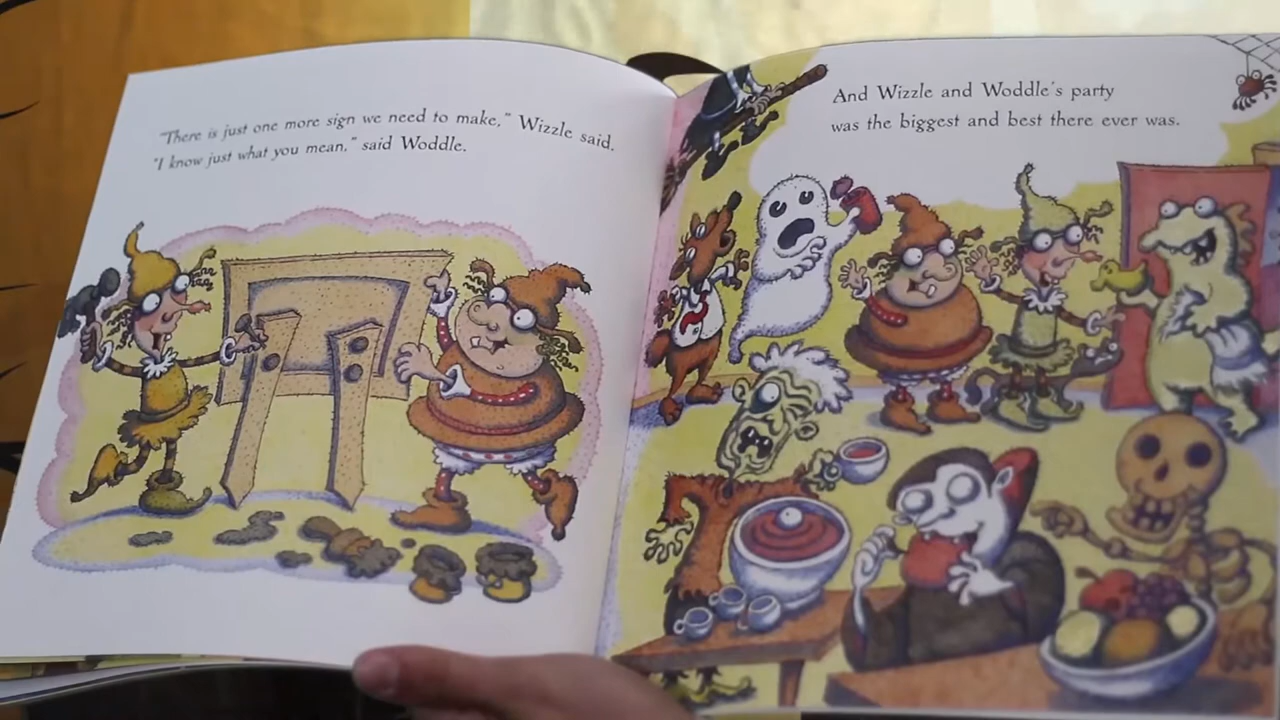 "There is just one more sign we need to make," Wizzle said.
"I know just what you mean," said Woddle.
And Wizzle and Woddle's party
was the biggest and best there ever was.